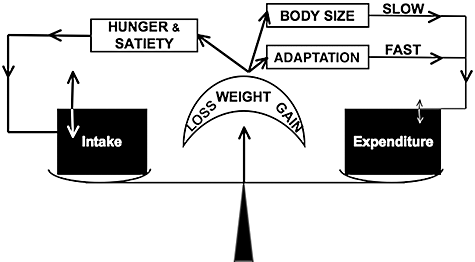 HUNGER &
SATIETY
BODY SIZE
SLOW
ADAPTATION
FAST
LOSS WEIGHT GAIN
Intake
Expenditure